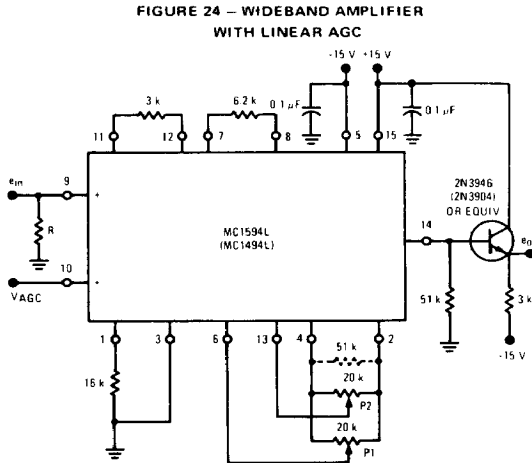 FIGURE 24 – WIDEBAND AMPLIFIER
WITH LINEAR AGC
-15 V +15 V
3 k
6.2 k
0.1 µF
0.1 µF
11
12
7
8
5
15
ein
9
+
R
MC1594L
(MC1494L)
14
2N3946
(2N3904)
OR EQUIV
eo
VAGC
10
+
51 k
3 k
-15 V
1
3
6
13
4
2
16 k
51 k
20 k
P2
20 k
P1